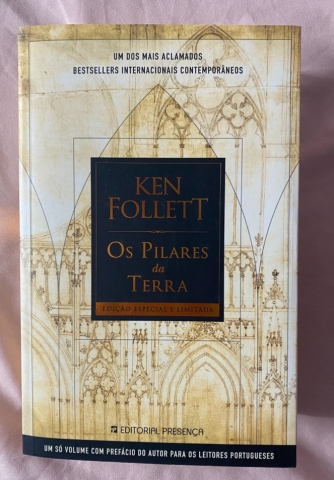 UM DOS MAIS ACLAMADOS
BESTSELLERS INTERNACIONAIS CONTEMPORÂNEOS
KEN
FOLLETT
OS PILARES
da
TERRA
EDIÇÃO ESPECIAL E LIMITADA
EDITORIAL PRESENÇA
UM SÓ VOLUME COM PREFÁCIO DO AUTOR PARA OS LEITORES PORTUGUESES